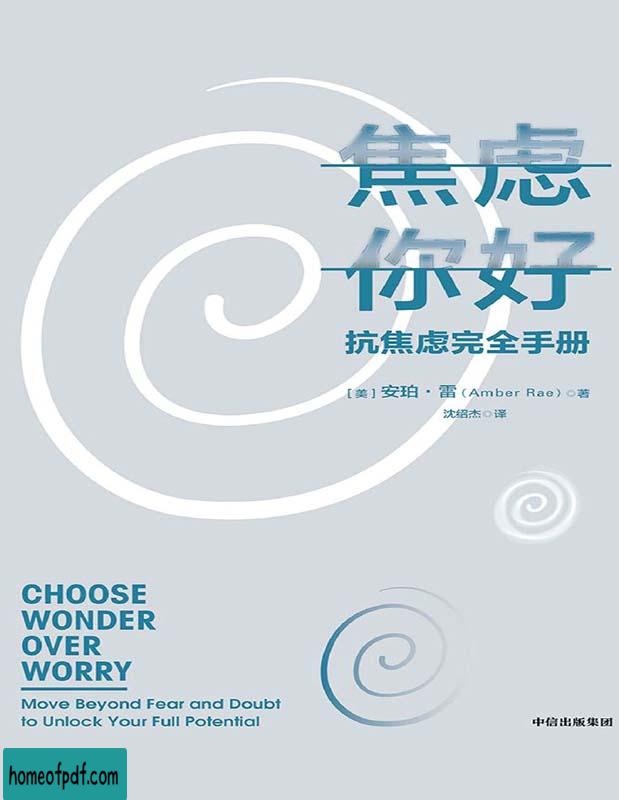 焦虑
你好
抗焦虑完全手册
[美]安珀·雷(Amber Rae)◎著
沈绍杰◎译
CHOOSE
WONDER
OVER
WORRY
Move Beyond Fear and Doubt
to Unlock Your Full Potential
中信出版集团
homeofpdf.com